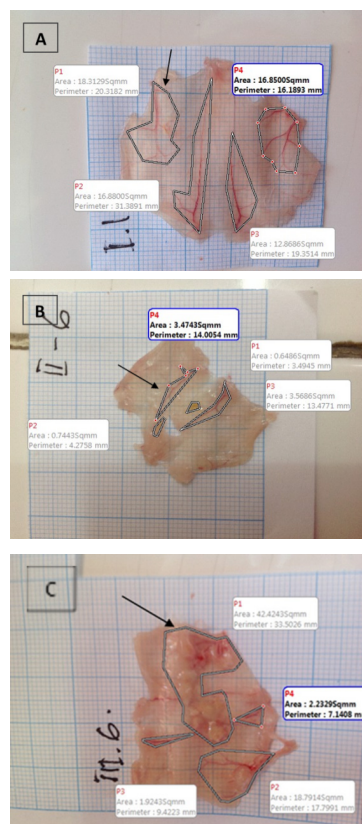 A
P1
Area : 18.3129Sqmm
Perimeter : 20.3182 mm
P4
Area : 16.8500Sqmm
Perimeter : 16.1893 mm
P2
Area : 16.8800Sqmm
Perimeter : 31.3891 mm
P3
Area : 12.8686Sqmm
Perimeter : 19.3514 mm
I.1
B
II-6
P4
Area : 3.4743Sqmm
Perimeter : 14.0054 mm
P1
Area : 0.6486Sqmm
Perimeter : 3.4945 mm
P3
Area : 3.5686Sqmm
Perimeter : 13.4771 mm
P2
Area : 0.7443Sqmm
Perimeter : 4.2758 mm
C
P1
Area : 42.4243Sqmm
Perimeter : 33.5026 mm
P4
Area : 2.2329Sqmm
Perimeter : 7.1408 m
III.6.
P3
Area : 1.9243Sqmm
Perimeter : 9.4223 mm
P2
Area : 18.7914Sqmm
Perimeter : 17.7991 mm